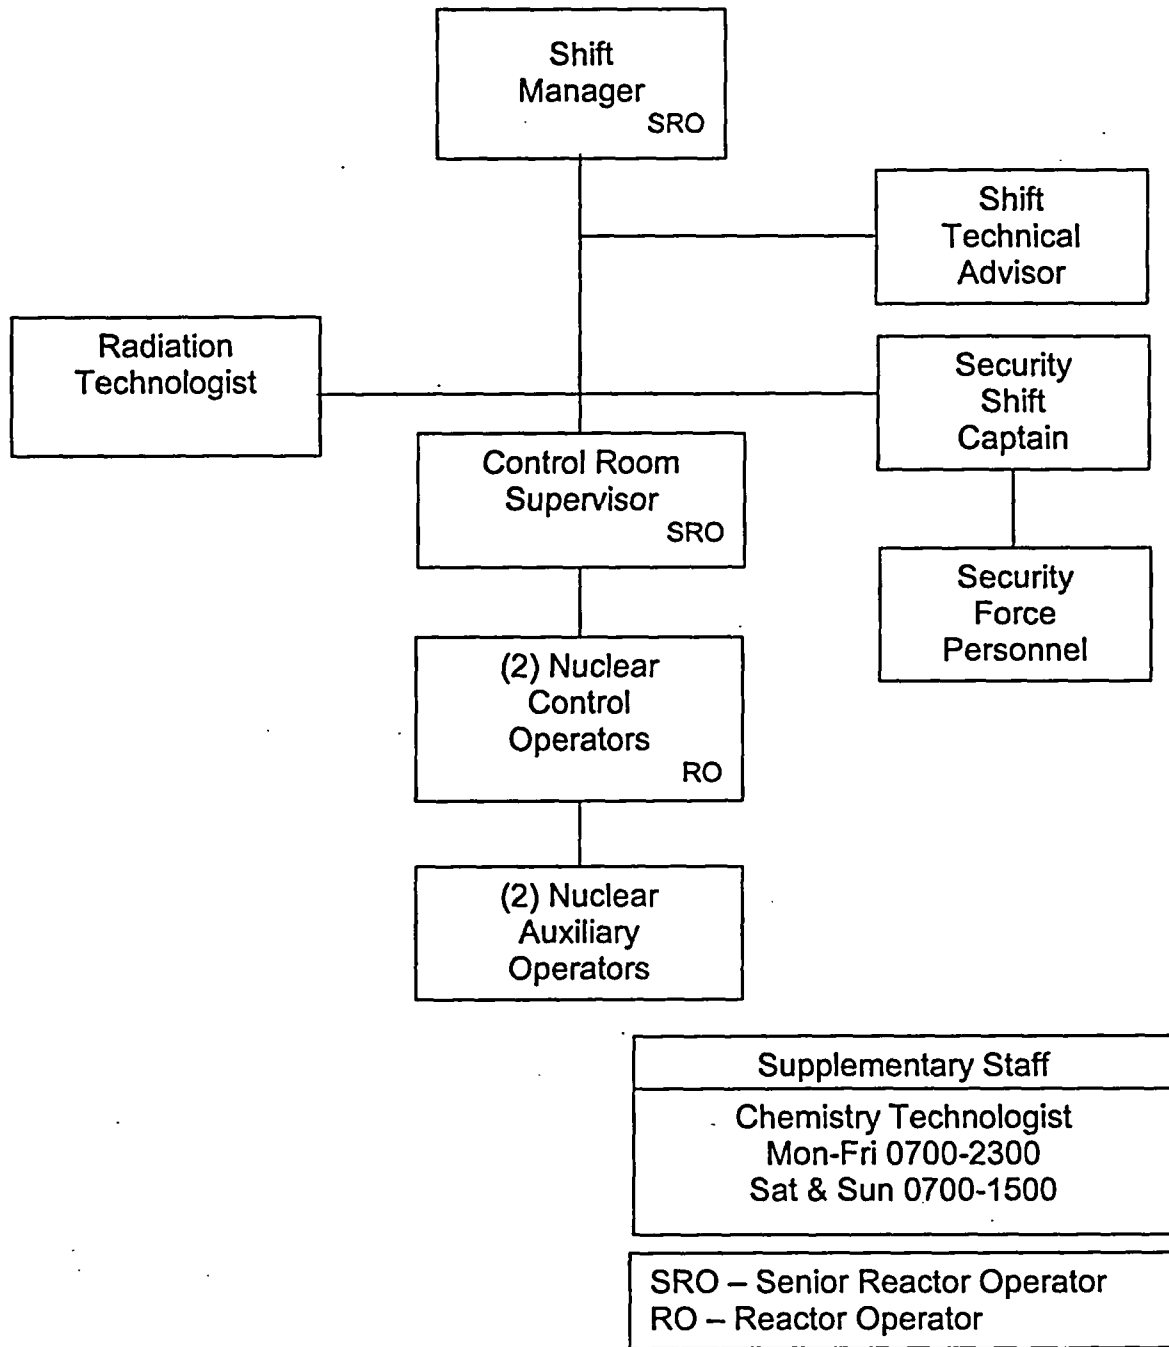 Shift
Manager
SRO
Shift
Technical
Advisor
Radiation
Technologist
Security
Shift
Captain
Control Room
Supervisor
SRO
Security
Force
Personnel
(2) Nuclear
Control
Operators
RO
(2) Nuclear
Auxiliary
Operators
Supplementary Staff
Chemistry Technologist
Mon-Fri 0700-2300
Sat & Sun 0700-1500
SRO – Senior Reactor Operator
RO – Reactor Operator